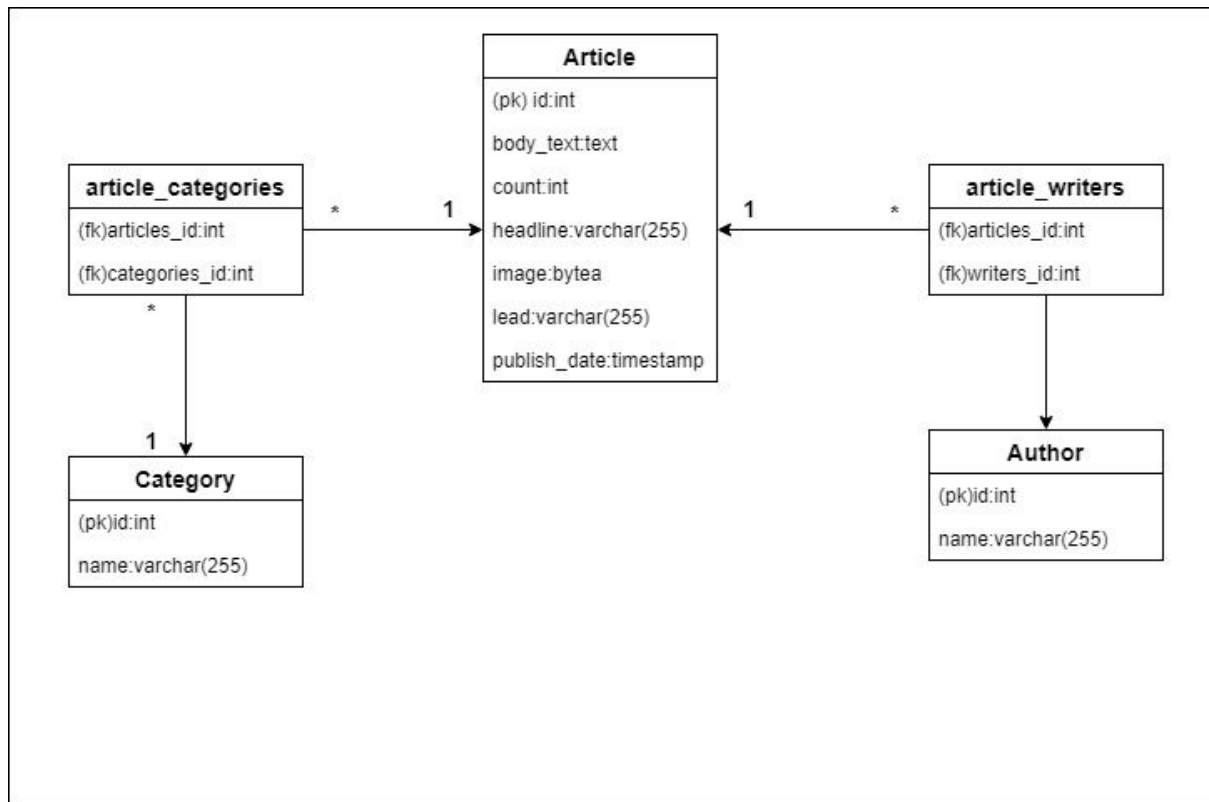 Article
(pk) id:int
body_text:text
count:int
headline:varchar(255)
image:bytea
lead:varchar(255)
publish_date:timestamp
article_categories
(fk)articles_id:int
(fk)categories_id:int
*
1
1
*
article_writers
(fk)articles_id:int
(fk)writers_id:int
*
1
Category
(pk)id:int
name:varchar(255)
Author
(pk)id:int
name:varchar(255)